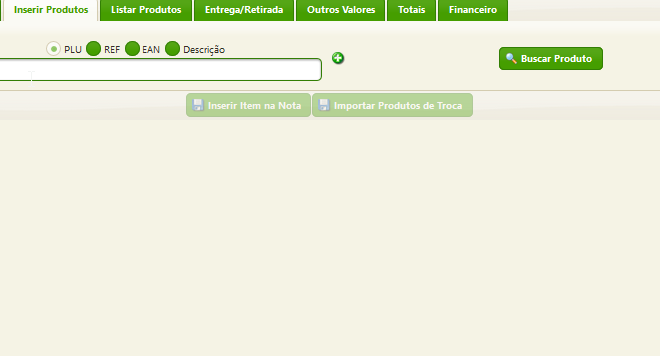 Inserir Produtos Listar Produtos Entrega/Retirada Outros Valores Totais Financeiro
PLU REF EAN Descrição
Buscar Produto
Inserir Item na Nota Importar Produtos de Troca